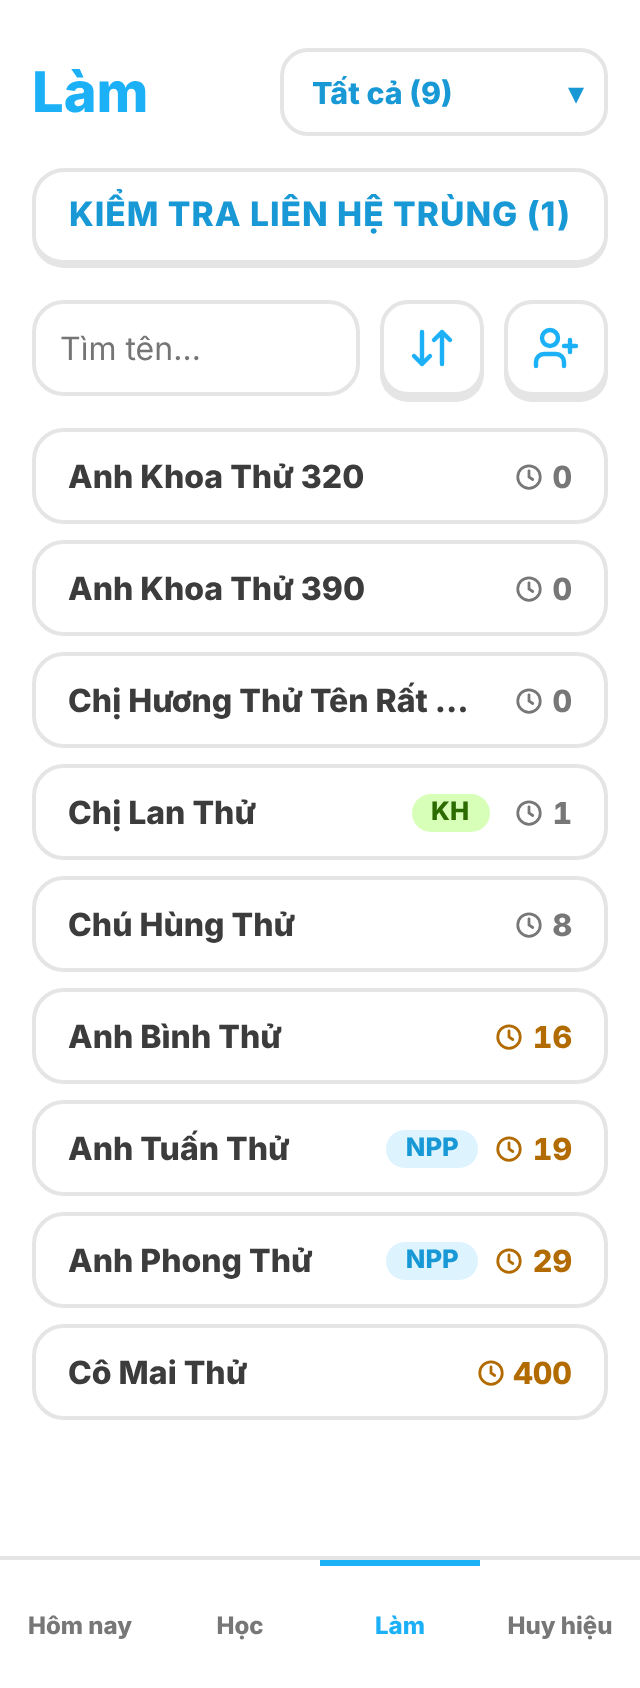 Làm
Tất cả (9) ▼
KIỂM TRA LIÊN HỆ TRÙNG (1)
Tìm tên...
Anh Khoa Thử 320 0
Anh Khoa Thử 390 0
Chị Hương Thử Tên Rất ... 0
Chị Lan Thử KH 1
Chú Hùng Thử 8
Anh Bình Thử 16
Anh Tuấn Thử NPP 19
Anh Phong Thử NPP 29
Cô Mai Thử 400
Hôm nay Học Làm Huy hiệu